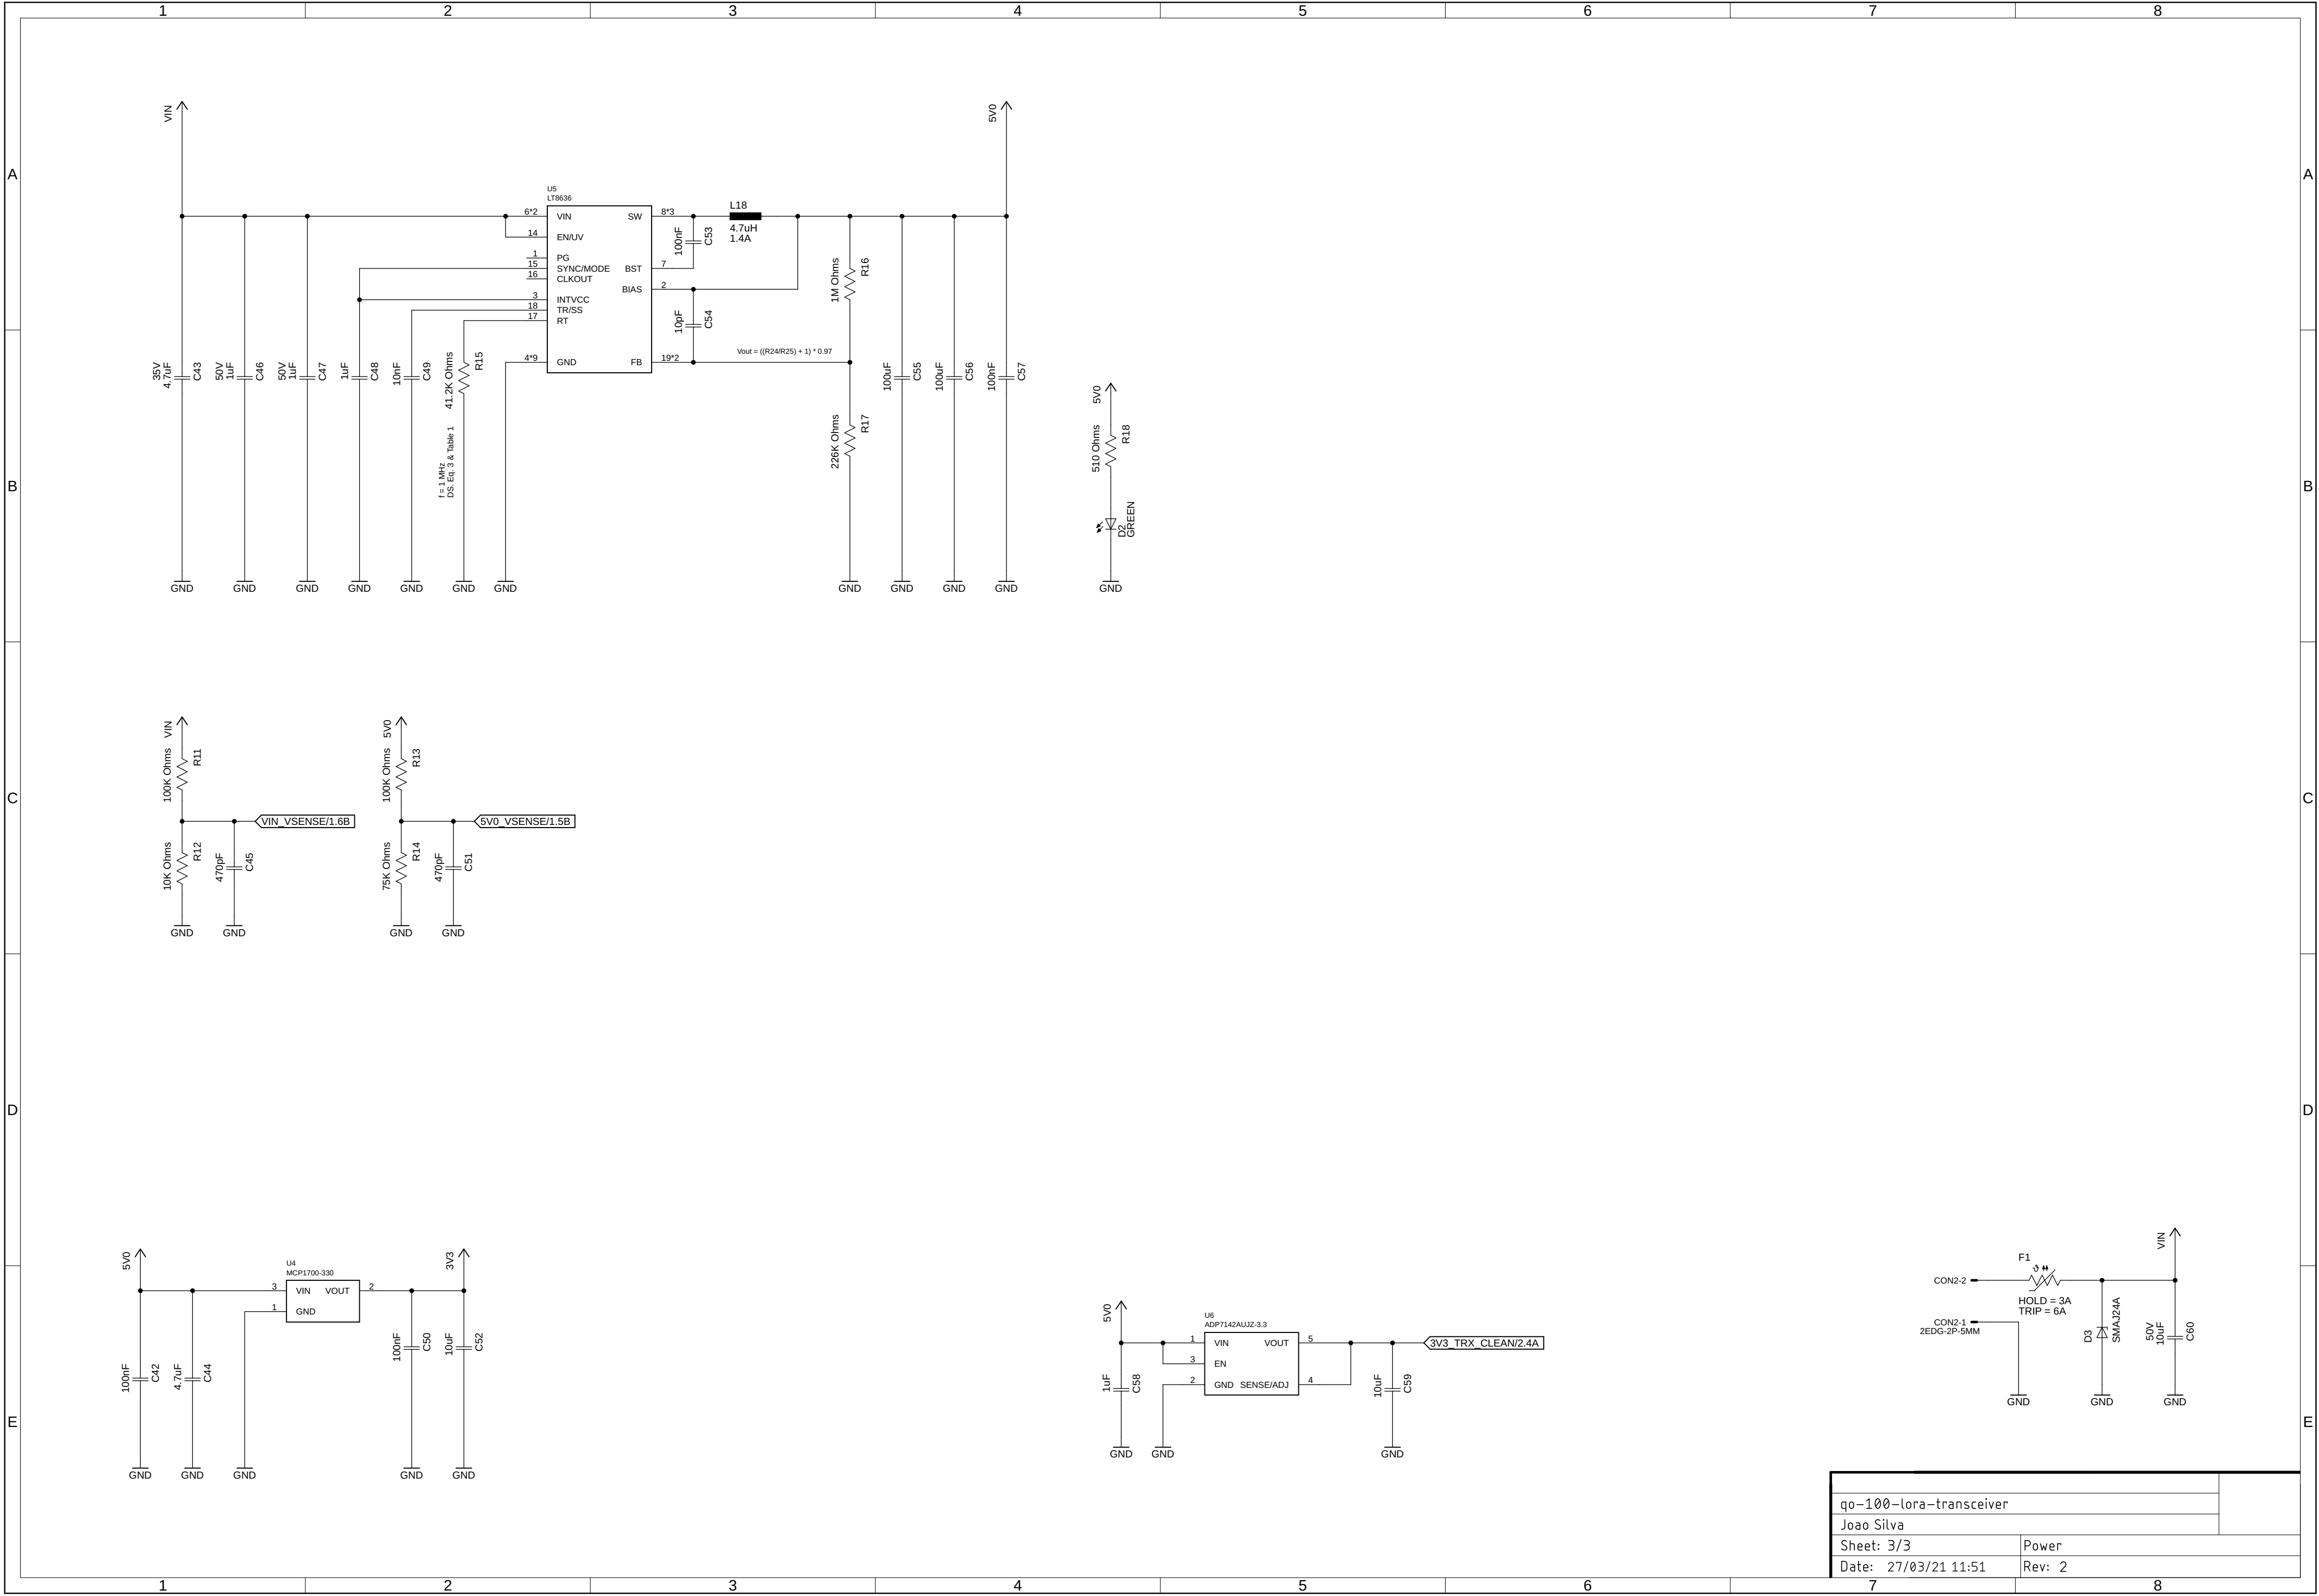 1 2 3 4 5 6 7 8
A A
B B
C C
D D
E E
VIN
5V0
U5
LT8636
6*2 VIN
14 EN/UV
1 PG
15 SYNC/MODE
16 CLKOUT
3 INTVCC
18 TR/SS
17 RT
4*9 GND
SW 8*3
BST 7
BIAS 2
FB 19*2
L18
4.7uH
1.4A
100nF C53
10pF C54
Vout = ((R24/R25) + 1) * 0.97
1M Ohms R16
226K Ohms R17
35V
4.7uF
C43
50V
1uF
C46
50V
1uF
C47
1uF
C48
10nF
C49
41.2K Ohms
R15
f = 1 MHz
DS. Eq. 3 & Table 1
100uF
C55
100uF
C56
100nF
C57
GND GND GND GND GND GND GND GND GND GND GND
5V0
510 Ohms
R18
D2
GREEN
GND
VIN
100K Ohms
R11
VIN_VSENSE/1.6B
10K Ohms
R12
470pF
C45
GND GND
5V0
100K Ohms
R13
5V0_VSENSE/1.5B
75K Ohms
R14
470pF
C51
GND GND
5V0
U4
MCP1700-330
3 VIN VOUT 2
1 GND
3V3
100nF
C42
4.7uF
C44
100nF
C50
10uF
C52
GND GND GND GND GND
5V0
U6
ADP7142AUJZ-3.3
1 VIN VOUT 5
3 EN
2 GND SENSE/ADJ 4
3V3_TRX_CLEAN/2.4A
1uF
C58
10uF
C59
GND GND GND
VIN
F1
CON2-2
HOLD = 3A
TRIP = 6A
CON2-1
2EDG-2P-5MM
D3
SMAJ24A
50V
10uF
C60
GND GND GND
qo-100-lora-transceiver
Joao Silva
Sheet: 3/3 Power
Date: 27/03/21 11:51 Rev: 2
1 2 3 4 5 6 7 8